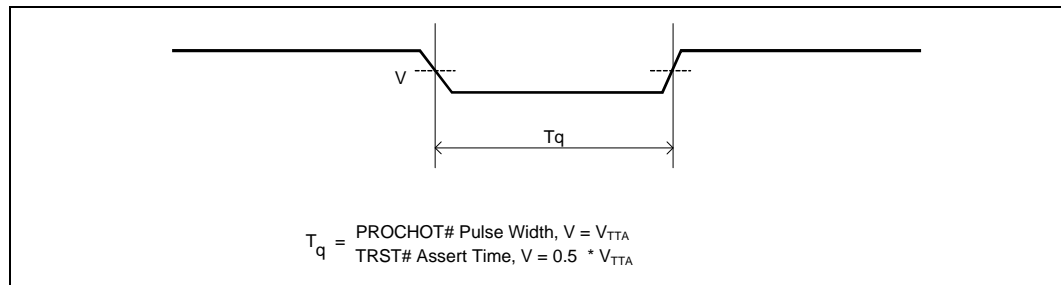 V
Tq
Tq = PROCHOT# Pulse Width, V = VTTA
TRST# Assert Time, V = 0.5 * VTTA